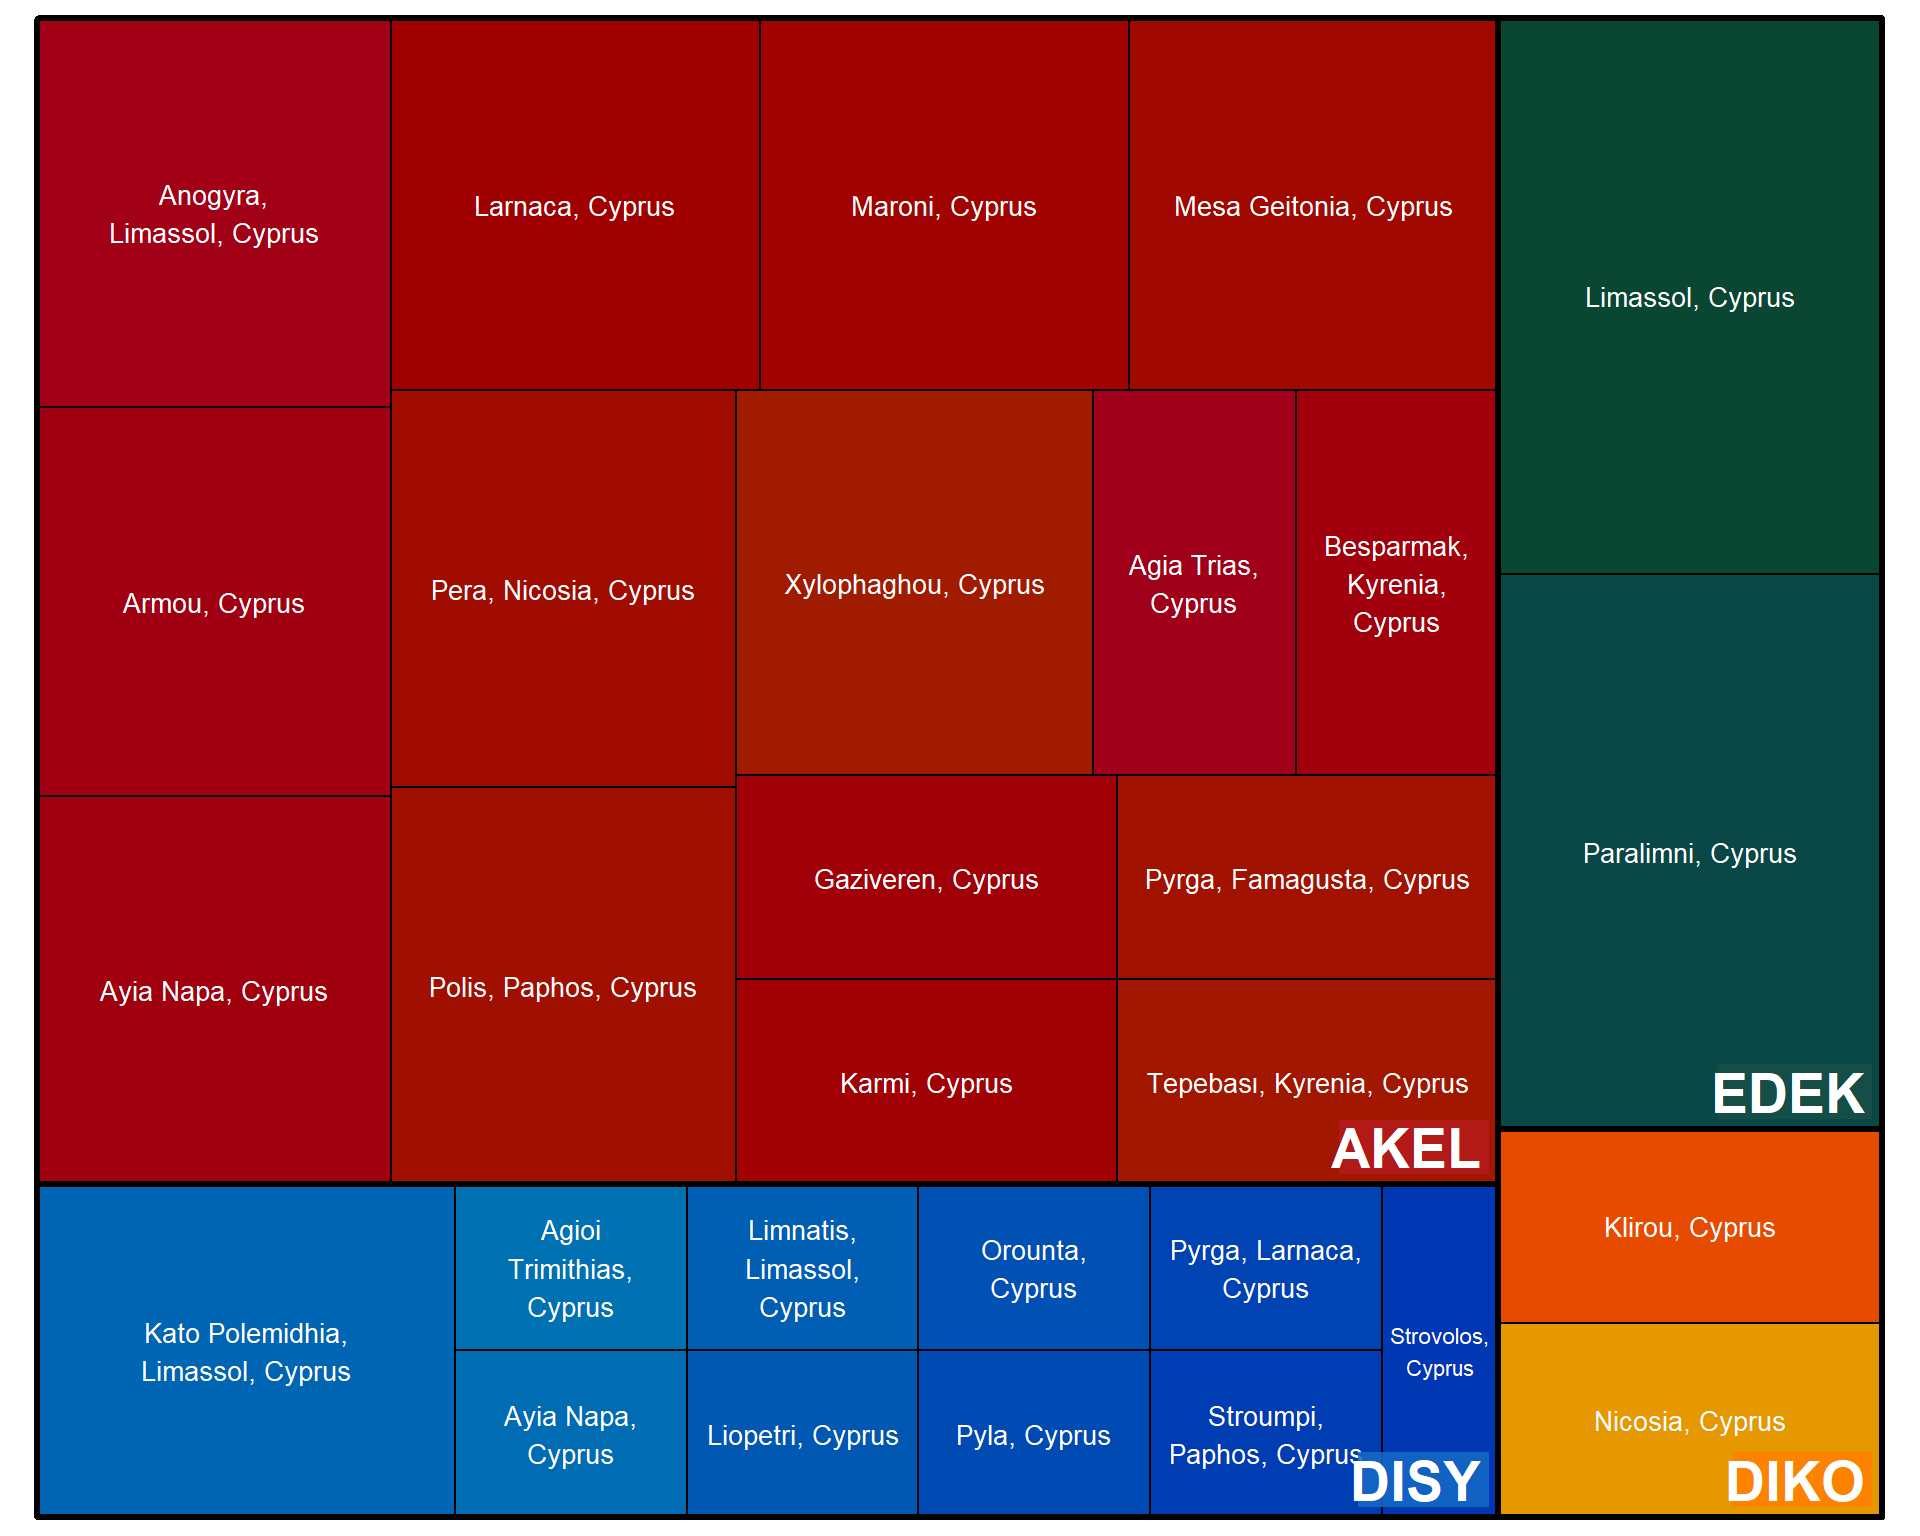 Anogyra,
Limassol, Cyprus
Larnaca, Cyprus
Maroni, Cyprus
Mesa Geitonia, Cyprus
Limassol, Cyprus
Armou, Cyprus
Pera, Nicosia, Cyprus
Xylophaghou, Cyprus
Agia Trias,
Cyprus
Besparmak,
Kyrenia,
Cyprus
Ayia Napa, Cyprus
Polis, Paphos, Cyprus
Gaziveren, Cyprus
Pyrga, Famagusta, Cyprus
Karmi, Cyprus
Tepebası, Kyrenia, Cyprus
AKEL
Paralimni, Cyprus
EDEK
Kato Polemidhia,
Limassol, Cyprus
Agioi
Trimithias,
Cyprus
Limnatis,
Limassol,
Cyprus
Orounta,
Cyprus
Pyrga, Larnaca,
Cyprus
Strovolos,
Cyprus
Ayia Napa,
Cyprus
Liopetri, Cyprus
Pyla, Cyprus
Stroumpi,
Paphos, Cyprus
DISY
Klirou, Cyprus
Nicosia, Cyprus
DIKO